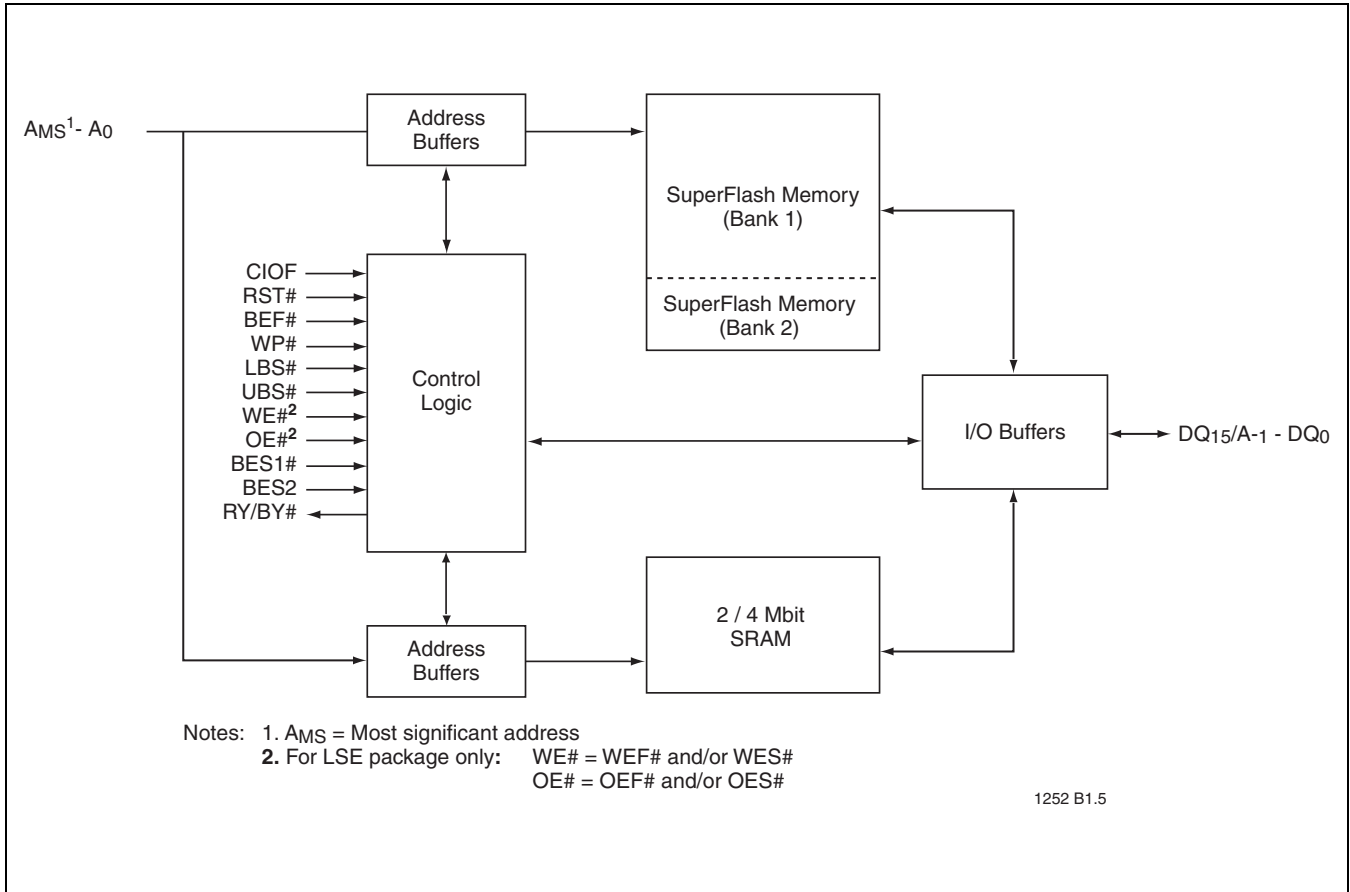 AMS1- A0
Address
Buffers
SuperFlash Memory
(Bank 1)
SuperFlash Memory
(Bank 2)
CIOF
RST#
BEF#
WP#
LBS#
UBS#
WE#2
OE#2
BES1#
BES2
RY/BY#
Control
Logic
I/O Buffers
DQ15/A-1 - DQ0
Address
Buffers
2 / 4 Mbit
SRAM
Notes: 1. AMS = Most significant address
2. For LSE package only: WE# = WEF# and/or WES#
OE# = OEF# and/or OES#
1252 B1.5